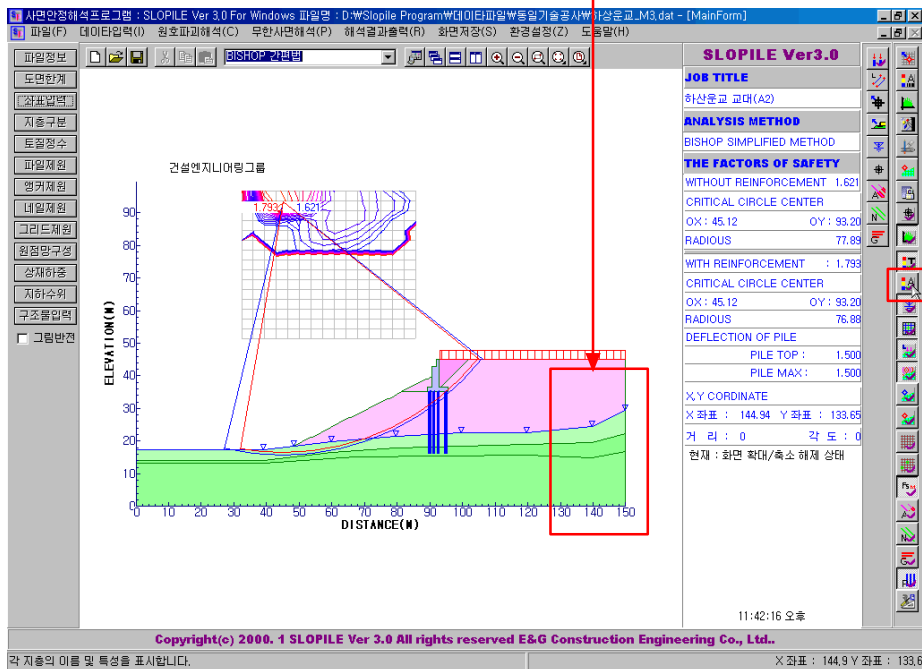 사면안정해석프로그램 : SLOPILE Ver 3,0 For Windows 파일명 : D:₩Slopile Program₩데이타파일₩동일기술공사₩하산운교_M3,dat - [MainForm]
파일(F) 데이타입력(I) 원호파괴해석(C) 무한사면해석(P) 해석결과출력(R) 화면저장(S) 환경설정(Z) 도움말(H)
BISHOP 간편법
파일정보
도면한계
좌표입력
지층구분
토질정수
파일제원
앵커제원
네일제원
그리드제원
원점망구성
상재하중
지하수위
구조물입력
그림반전
건설엔지니어링그룹
1.793 1.621
ELEVATION(M)
90
80
70
60
50
40
30
20
10
0
0 10 20 30 40 50 60 70 80 90 100 110 120 130 140 150
DISTANCE(M)
SLOPILE Ver3.0
JOB TITLE
하산운교 교대(A2)
ANALYSIS METHOD
BISHOP SIMPLIFIED METHOD
THE FACTORS OF SAFETY
WITHOUT REINFORCEMENT 1.621
CRITICAL CIRCLE CENTER
OX : 45.12 OY : 93.20
RADIOUS 77.89
WITH REINFORCEMENT : 1.793
CRITICAL CIRCLE CENTER
OX : 45.12 OY : 93.20
RADIOUS 76.88
DEFLECTION OF PILE
PILE TOP : 1.500
PILE MAX : 1.500
X,Y CORDINATE
X 좌표 : 144.94 Y 좌표 : 133.65
거 리 : 0 각 도 : 0
현재 : 화면 확대/축소 해제 상태
11:42:16 오후
Copyright(c) 2000. 1 SLOPILE Ver 3.0 All rights reserved E&G Construction Engineering Co., Ltd..
각 지층의 이름 및 특성을 표시합니다.
X 좌표 : 144,9 Y 좌표 : 133,6